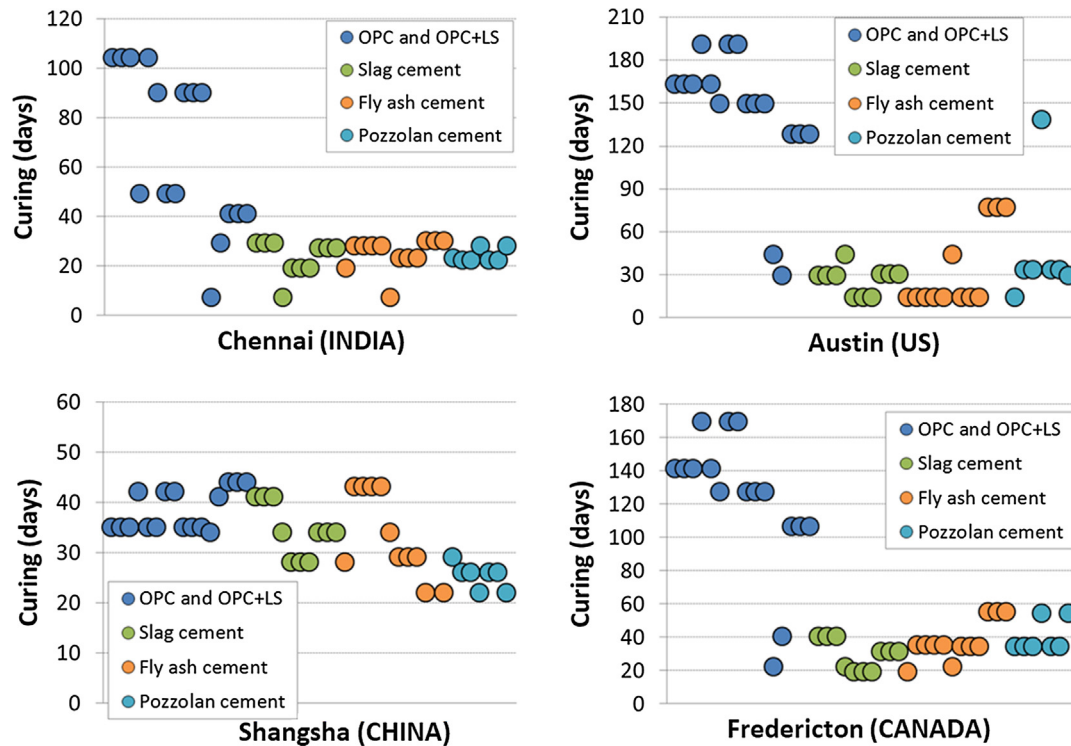 120
100
80
60
40
20
0
Curing (days)
OPC and OPC+LS
Slag cement
Fly ash cement
Pozzolan cement
Chennai (INDIA)
210
180
150
120
90
60
30
0
Curing (days)
OPC and OPC+LS
Slag cement
Fly ash cement
Pozzolan cement
Austin (US)
60
50
40
30
20
10
0
Curing (days)
OPC and OPC+LS
Slag cement
Fly ash cement
Pozzolan cement
Shangsha (CHINA)
180
160
140
120
100
80
60
40
20
0
Curing (days)
OPC and OPC+LS
Slag cement
Fly ash cement
Pozzolan cement
Fredericton (CANADA)